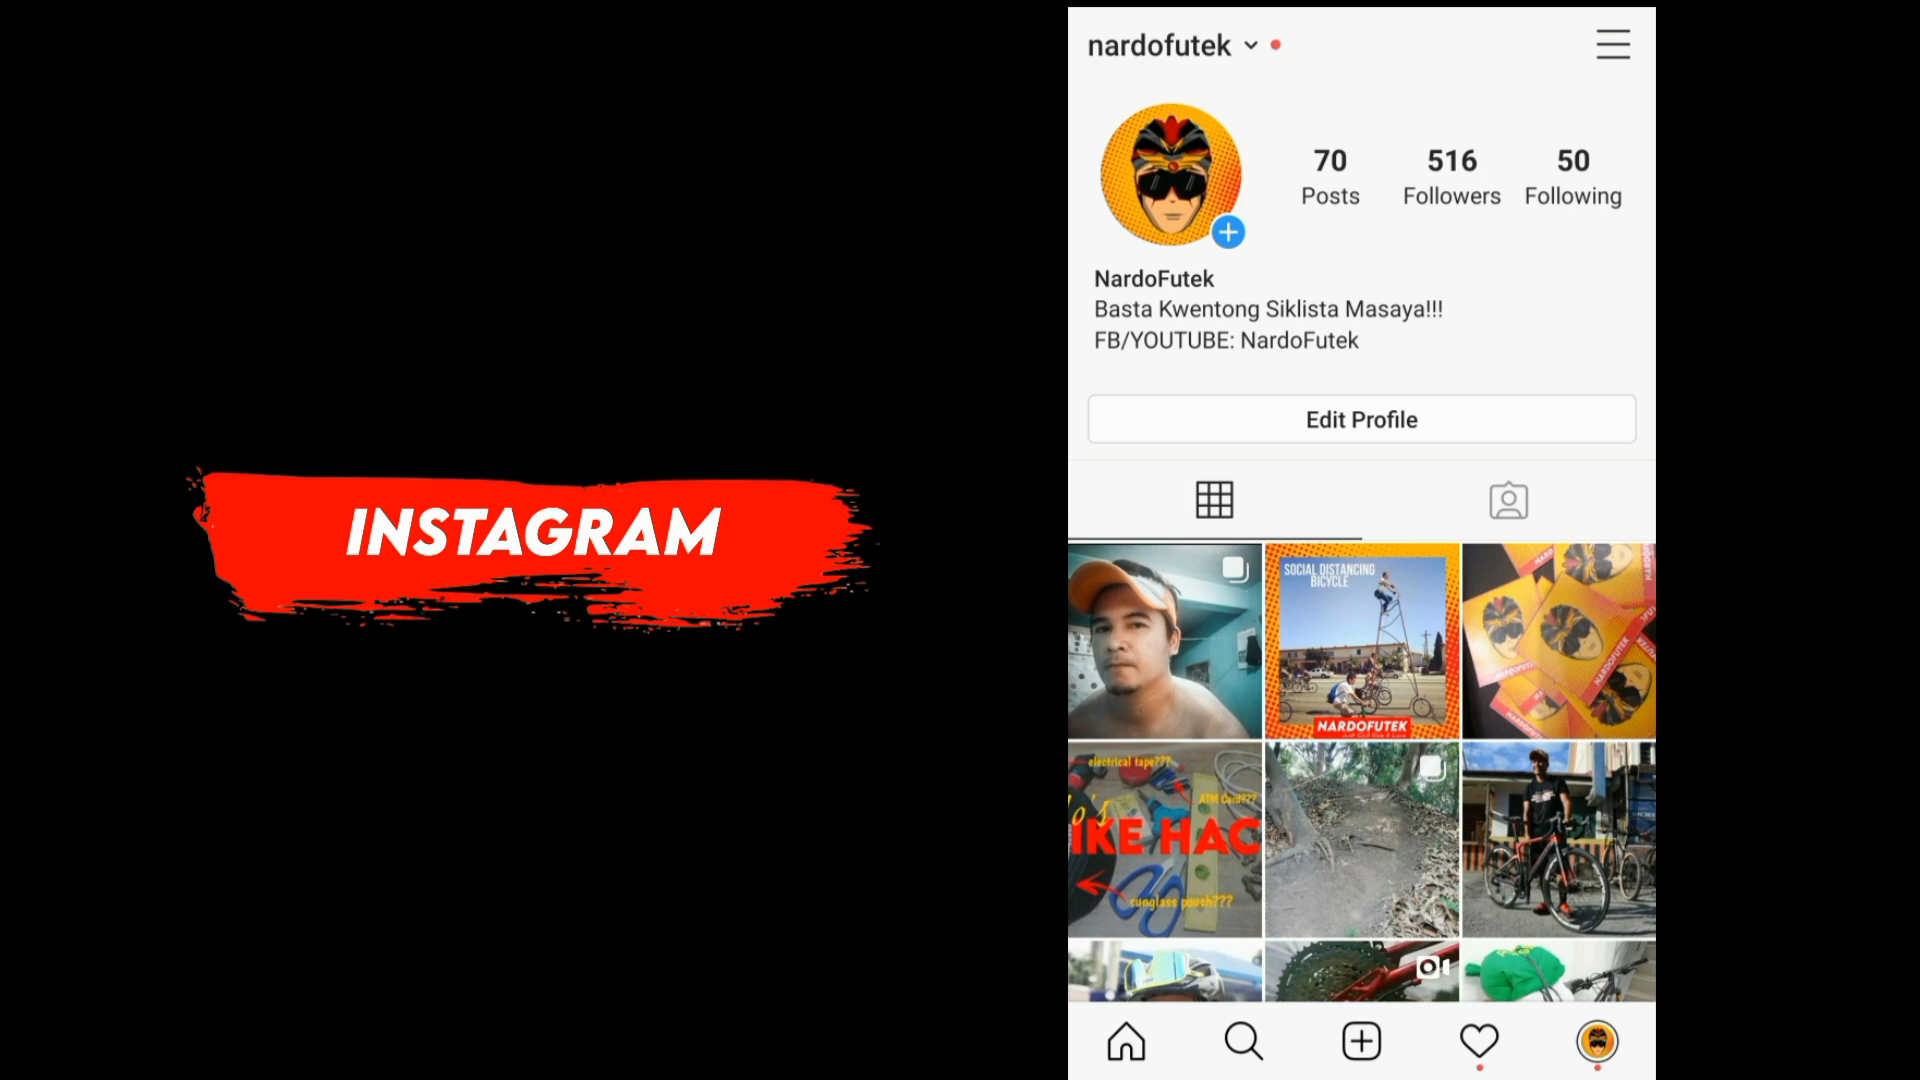 INSTAGRAM
nardofutek
70
Posts
516
Followers
50
Following
NardoFutek
Basta Kwentong Siklista Masaya!!!
FB/YOUTUBE: NardoFutek
Edit Profile
SOCIAL DISTANCING
BICYCLE
NARDOFUTEK
NARDOFUTEK
electrical tape???
ATM Card???
o's
IKE HAC
sunglass pouch???